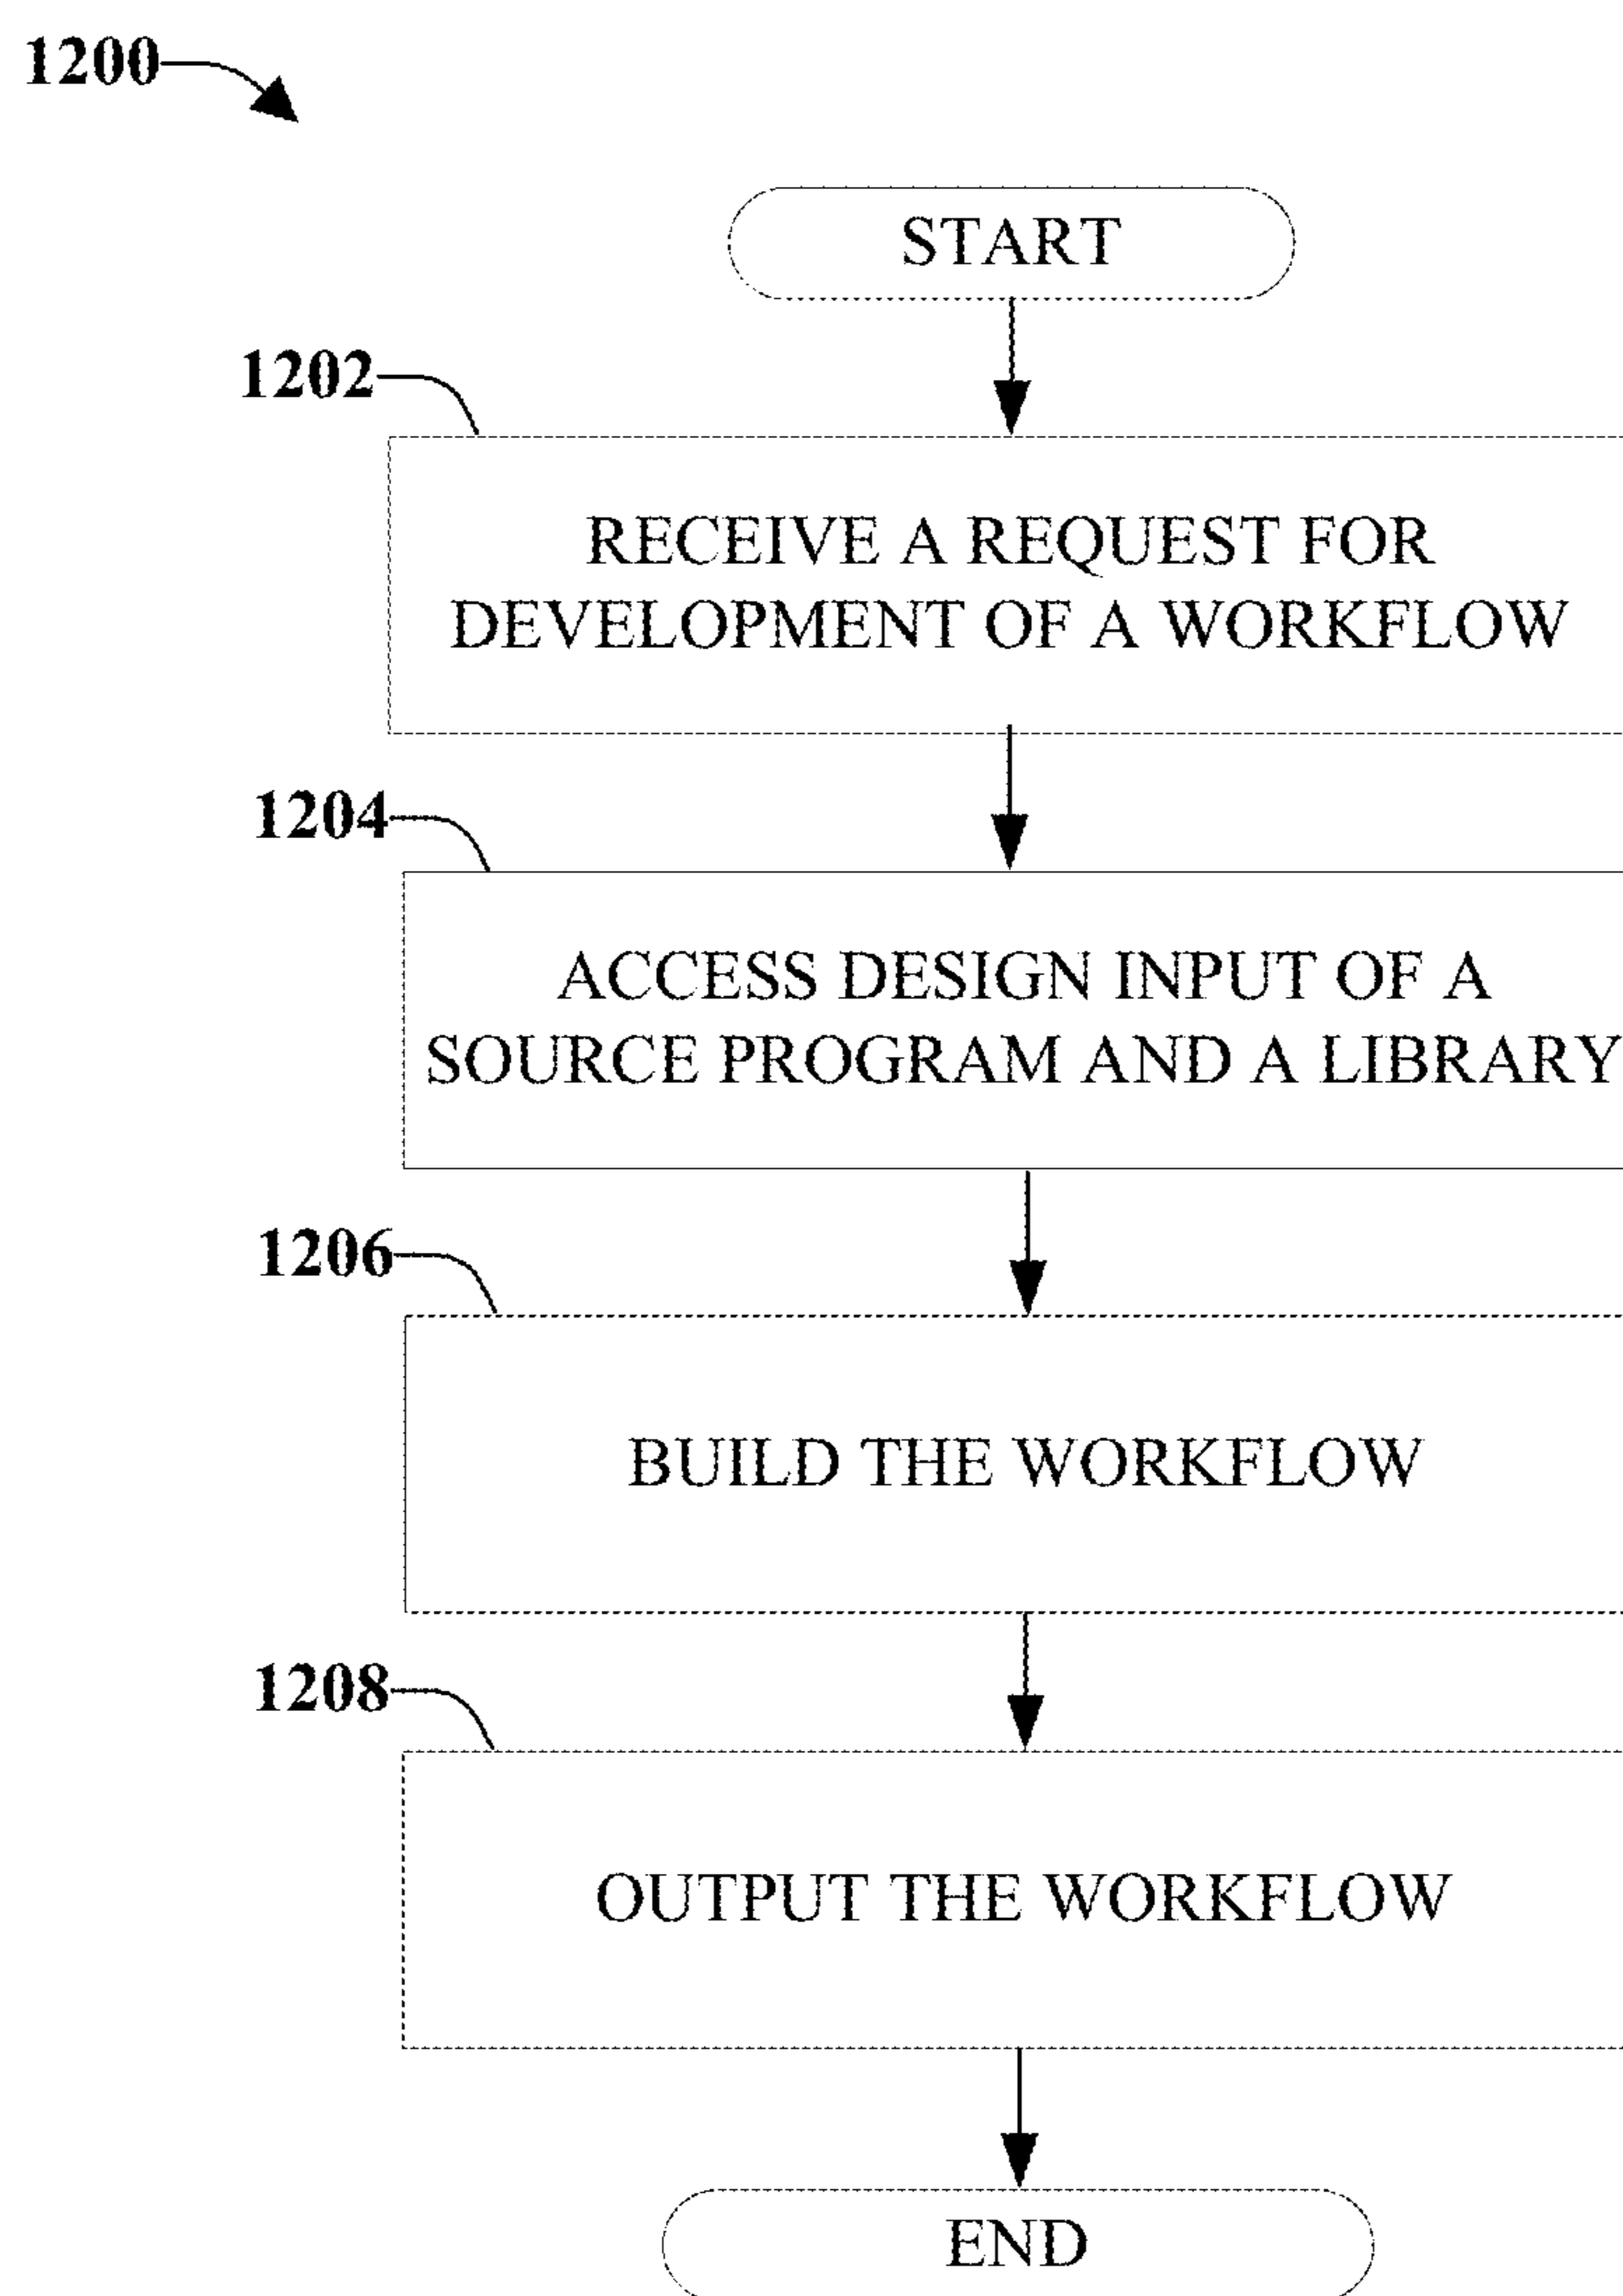 1200
START
1202
RECEIVE A REQUEST FOR
DEVELOPMENT OF A WORKFLOW
1204
ACCESS DESIGN INPUT OF A
SOURCE PROGRAM AND A LIBRARY
1206
BUILD THE WORKFLOW
1208
OUTPUT THE WORKFLOW
END